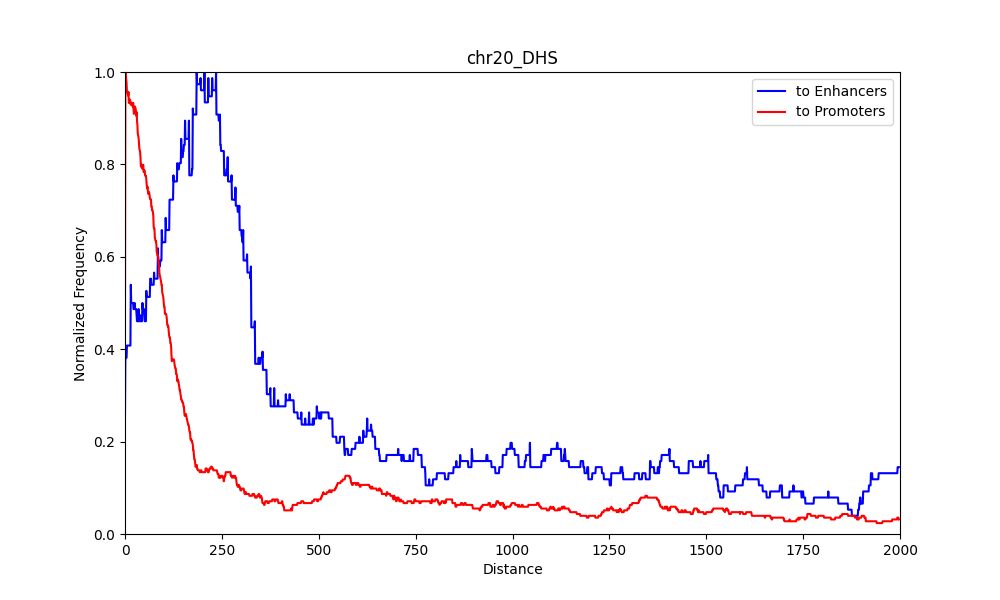 chr20_DHS
to Enhancers
to Promoters
1.0
0.8
0.6
0.4
0.2
0.0
Normalized Frequency
0 250 500 750 1000 1250 1500 1750 2000
Distance